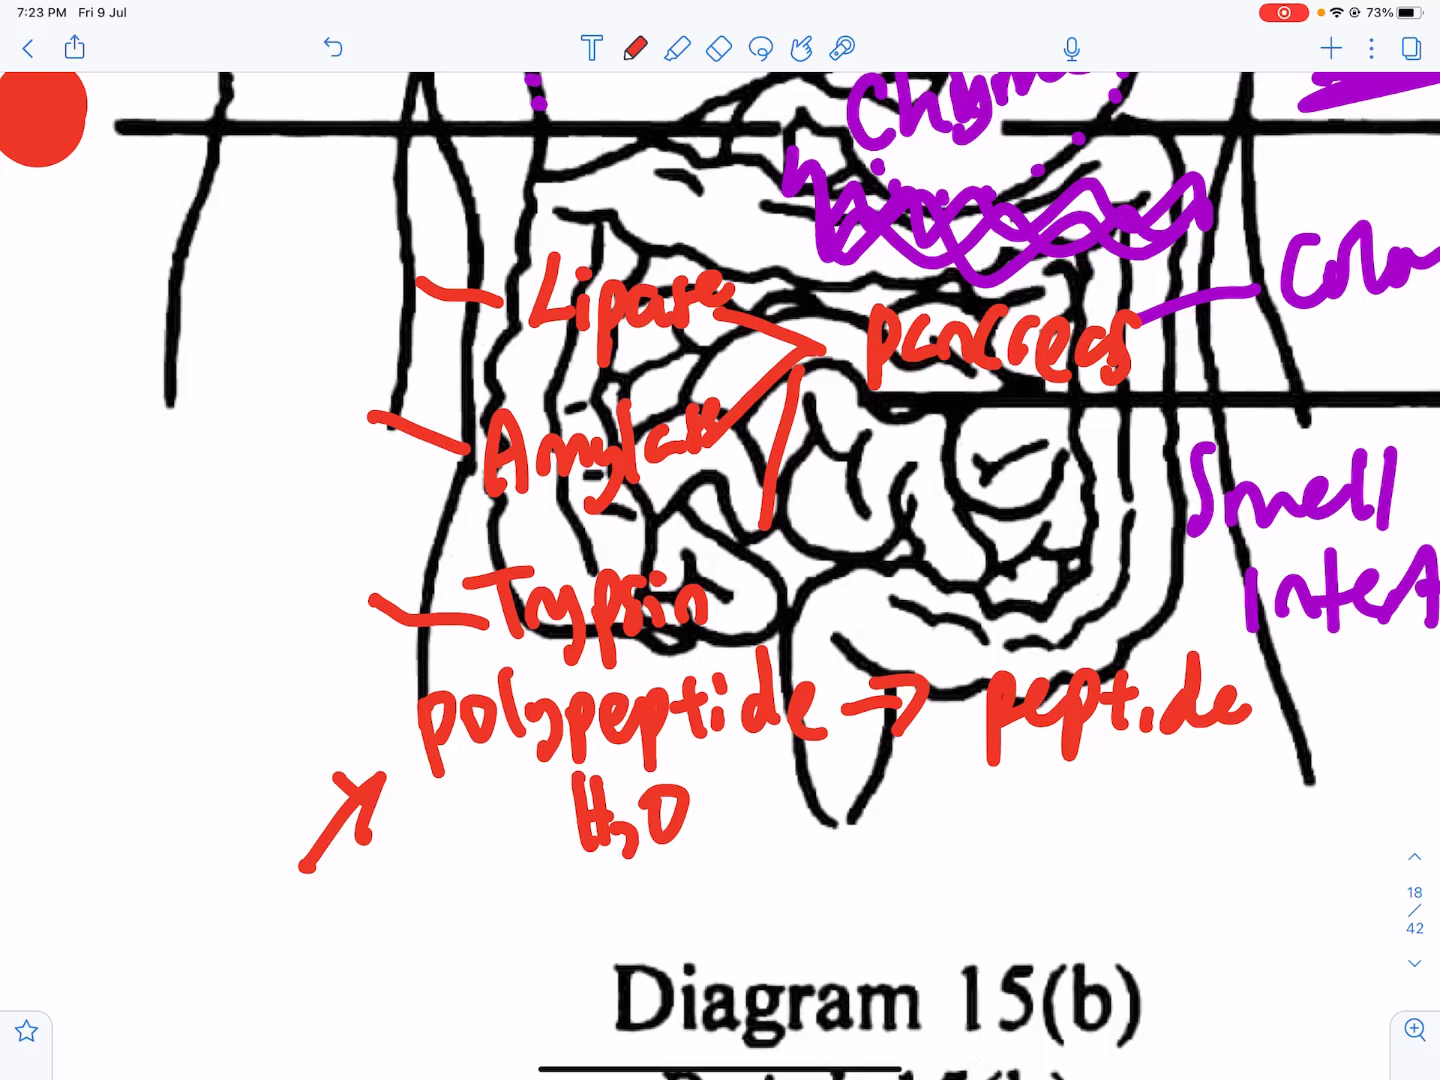 7:23 PM Fri 9 Jul
73%
Chyme
Lipase
pancreas
Colo
Amylase
Small
Intest
Trypsin
polypeptide → peptide
H₂O
18
/
42
Diagram 15(b)